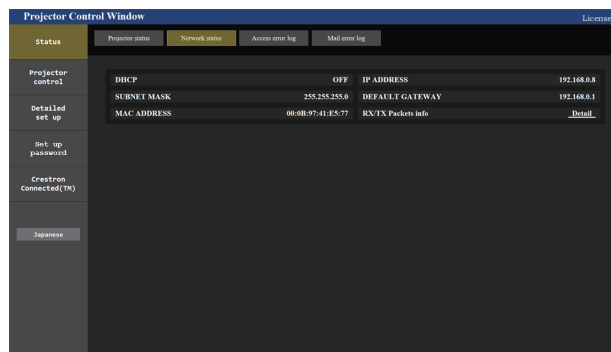 Projector Control Window
License
Status
Projector status
Network status
Access error log
Mail error log
Projector
control
Detailed
set up
Set up
password
Crestron
Connected(TM)
Japanese
DHCP OFF IP ADDRESS 192.168.0.8
SUBNET MASK 255.255.255.0 DEFAULT GATEWAY 192.168.0.1
MAC ADDRESS 00:0B:97:41:E5:77 RX/TX Packets info Detail